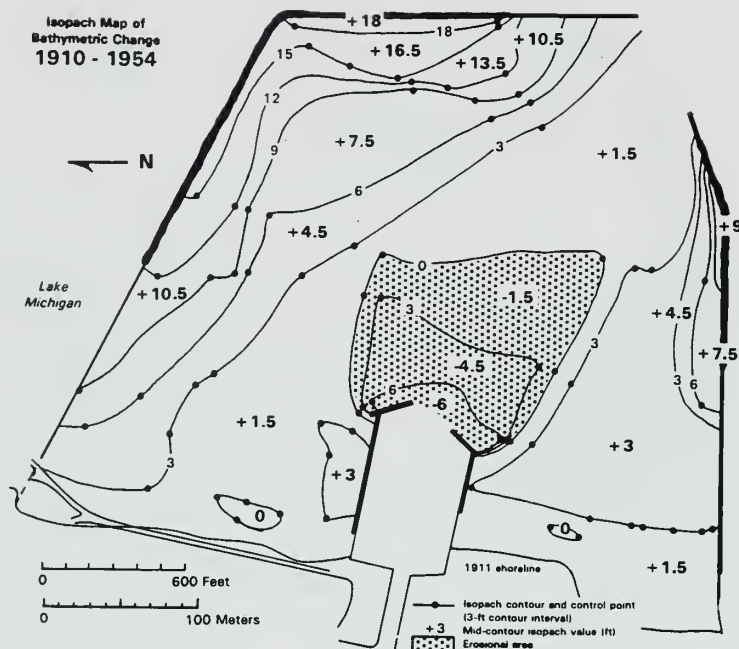 Isopach Map of
Bathymetric Change
1910 - 1954
+18
18
+10.5
15
+16.5
+13.5
12
9
+7.5
3
+1.5
N
6
+4.5
+9
0
Lake
Michigan
+10.5
-1.5
3
+4.5
3
-4.5
+7.5
6
6
3
-6
+1.5
3
+3
+3
0
0
0 600 Feet
1911 shoreline
+1.5
0 100 Meters
Isopach contour and control point
(3-ft contour interval)
+3 Mid-contour isopach value (ft)
Erosional area